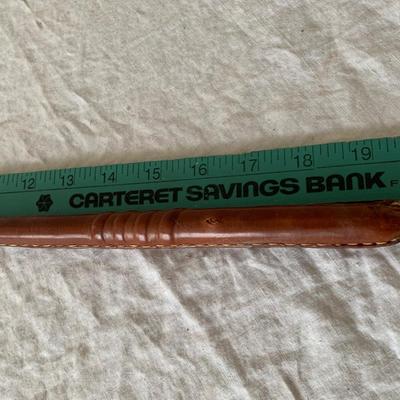 12 13 14 15 16 17 18 19
CARTERET SAVINGS BANK F